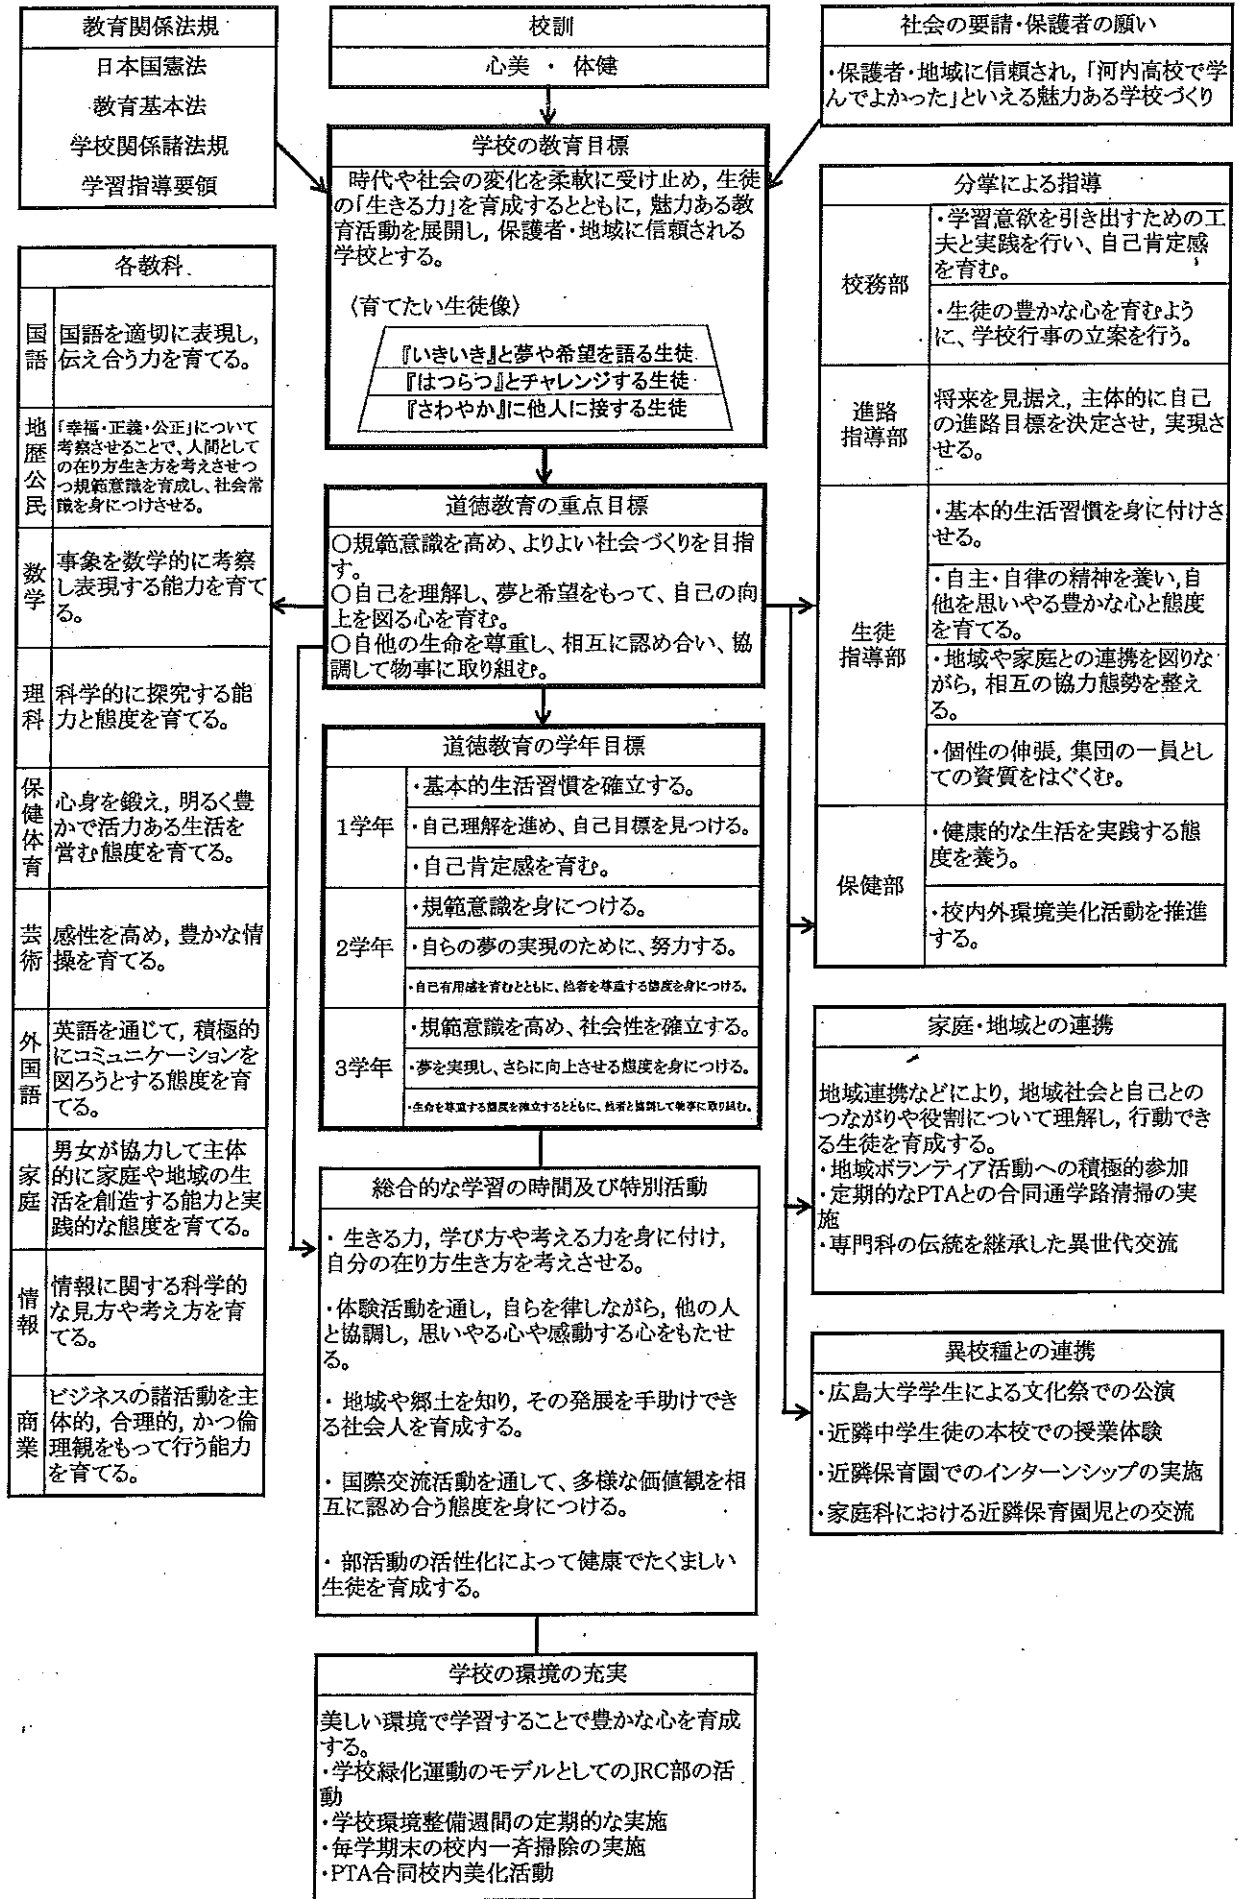 教育関係法規
日本国憲法
教育基本法
学校関係諸法規
学習指導要領
校訓
心美 ・ 体健
社会の要請・保護者の願い
・保護者・地域に信頼され,「河内高校で学
んでよかった」といえる魅力ある学校づくり
学校の教育目標
時代や社会の変化を柔軟に受け止め, 生徒
の「生きる力」を育成するとともに, 魅力ある教
育活動を展開し, 保護者・地域に信頼される
学校とする。
〈育てたい生徒像〉
『いきいき』と夢や希望を語る生徒
『はつらつ』とチャレンジする生徒
『さわやか』に他人に接する生徒
各教科
国語
国語を適切に表現し,
伝え合う力を育てる。
地歴公民
「幸福・正義・公正」について
考察させることで、人間として
の在り方生き方を考えさせつ
つ規範意識を育成し、社会常
識を身につけさせる。
数学
事象を数学的に考察
し表現する能力を育て
る。
理科
科学的に探究する能
力と態度を育てる。
保健体育
心身を鍛え, 明るく豊
かで活力ある生活を
営む態度を育てる。
芸術
感性を高め, 豊かな情
操を育てる。
外国語
英語を通じて, 積極的
にコミュニケーションを
図ろうとする態度を育
てる。
家庭
男女が協力して主体
的に家庭や地域の生
活を創造する能力と実
践的な態度を育てる。
情報
情報に関する科学的
な見方や考え方を育
てる。
商業
ビジネスの諸活動を主
体的, 合理的, かつ倫
理観をもって行う能力
を育てる。
道徳教育の重点目標
○規範意識を高め、よりよい社会づくりを目指
す。
○自己を理解し、夢と希望をもって、自己の向
上を図る心を育む。
○自他の生命を尊重し、相互に認め合い、協
調して物事に取り組む。
道徳教育の学年目標
1学年
・基本的生活習慣を確立する。
・自己理解を進め、自己目標を見つける。
・自己肯定感を育む。
2学年
・規範意識を身につける。
・自らの夢の実現のために、努力する。
・自己有用感を育むとともに、他者を尊重する態度を身につける。
3学年
・規範意識を高め、社会性を確立する。
・夢を実現し、さらに向上させる態度を身につける。
・生命を尊重する態度を確立するとともに、他者と協調して物事に取り組む。
総合的な学習の時間及び特別活動
・ 生きる力, 学び方や考える力を身に付け,
自分の在り方生き方を考えさせる。
・体験活動を通し, 自らを律しながら, 他の人
と協調し, 思いやる心や感動する心をもたせ
る。
・ 地域や郷土を知り, その発展を手助けでき
る社会人を育成する。
・ 国際交流活動を通して、多様な価値観を相
互に認め合う態度を身につける。
・ 部活動の活性化によって健康でたくましい
生徒を育成する。
学校の環境の充実
美しい環境で学習することで豊かな心を育成
する。
・学校緑化運動のモデルとしてのJRC部の活
動
・学校環境整備週間の定期的な実施
・毎学期末の校内一斉掃除の実施
・PTA合同校内美化活動
分掌による指導
校務部
・学習意欲を引き出すための工
夫と実践を行い、自己肯定感
を育む。
・生徒の豊かな心を育むよう
に、学校行事の立案を行う。
進路
指導部
将来を見据え, 主体的に自己
の進路目標を決定させ, 実現さ
せる。
生徒
指導部
・基本的生活習慣を身に付けさ
せる。
・自主・自律の精神を養い,自
他を思いやる豊かな心と態度
を育てる。
・地域や家庭との連携を図りな
がら, 相互の協力態勢を整え
る。
・個性の伸張, 集団の一員とし
ての資質をはぐくむ。
保健部
・健康的な生活を実践する態
度を養う。
・校内外環境美化活動を推進
する。
家庭・地域との連携
地域連携などにより, 地域社会と自己との
つながりや役割について理解し, 行動でき
る生徒を育成する。
・地域ボランティア活動への積極的参加
・定期的なPTAとの合同通学路清掃の実
施
・専門科の伝統を継承した異世代交流
異校種との連携
・広島大学学生による文化祭での公演
・近隣中学生徒の本校での授業体験
・近隣保育園でのインターンシップの実施
・家庭科における近隣保育園児との交流